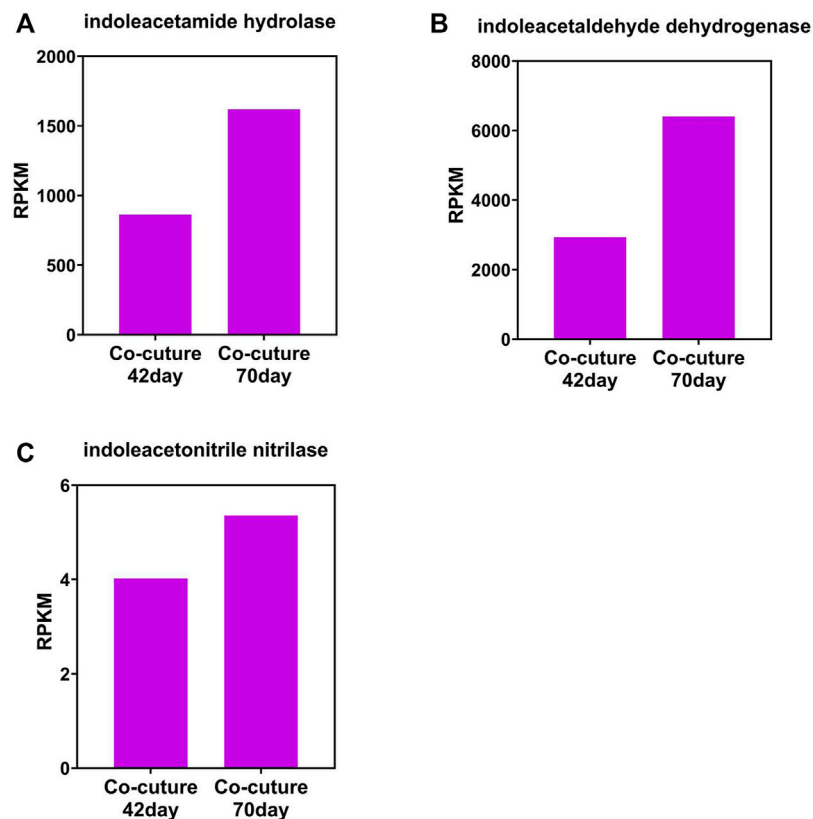 A
indoleacetamide hydrolase
2000
1500
1000
500
0
RPKM
Co-cuture
42day
Co-cuture
70day
B
indoleacetaldehyde dehydrogenase
8000
6000
4000
2000
0
RPKM
Co-cuture
42day
Co-cuture
70day
C
indoleacetonitrile nitrilase
6
4
2
0
RPKM
Co-cuture
42day
Co-cuture
70day